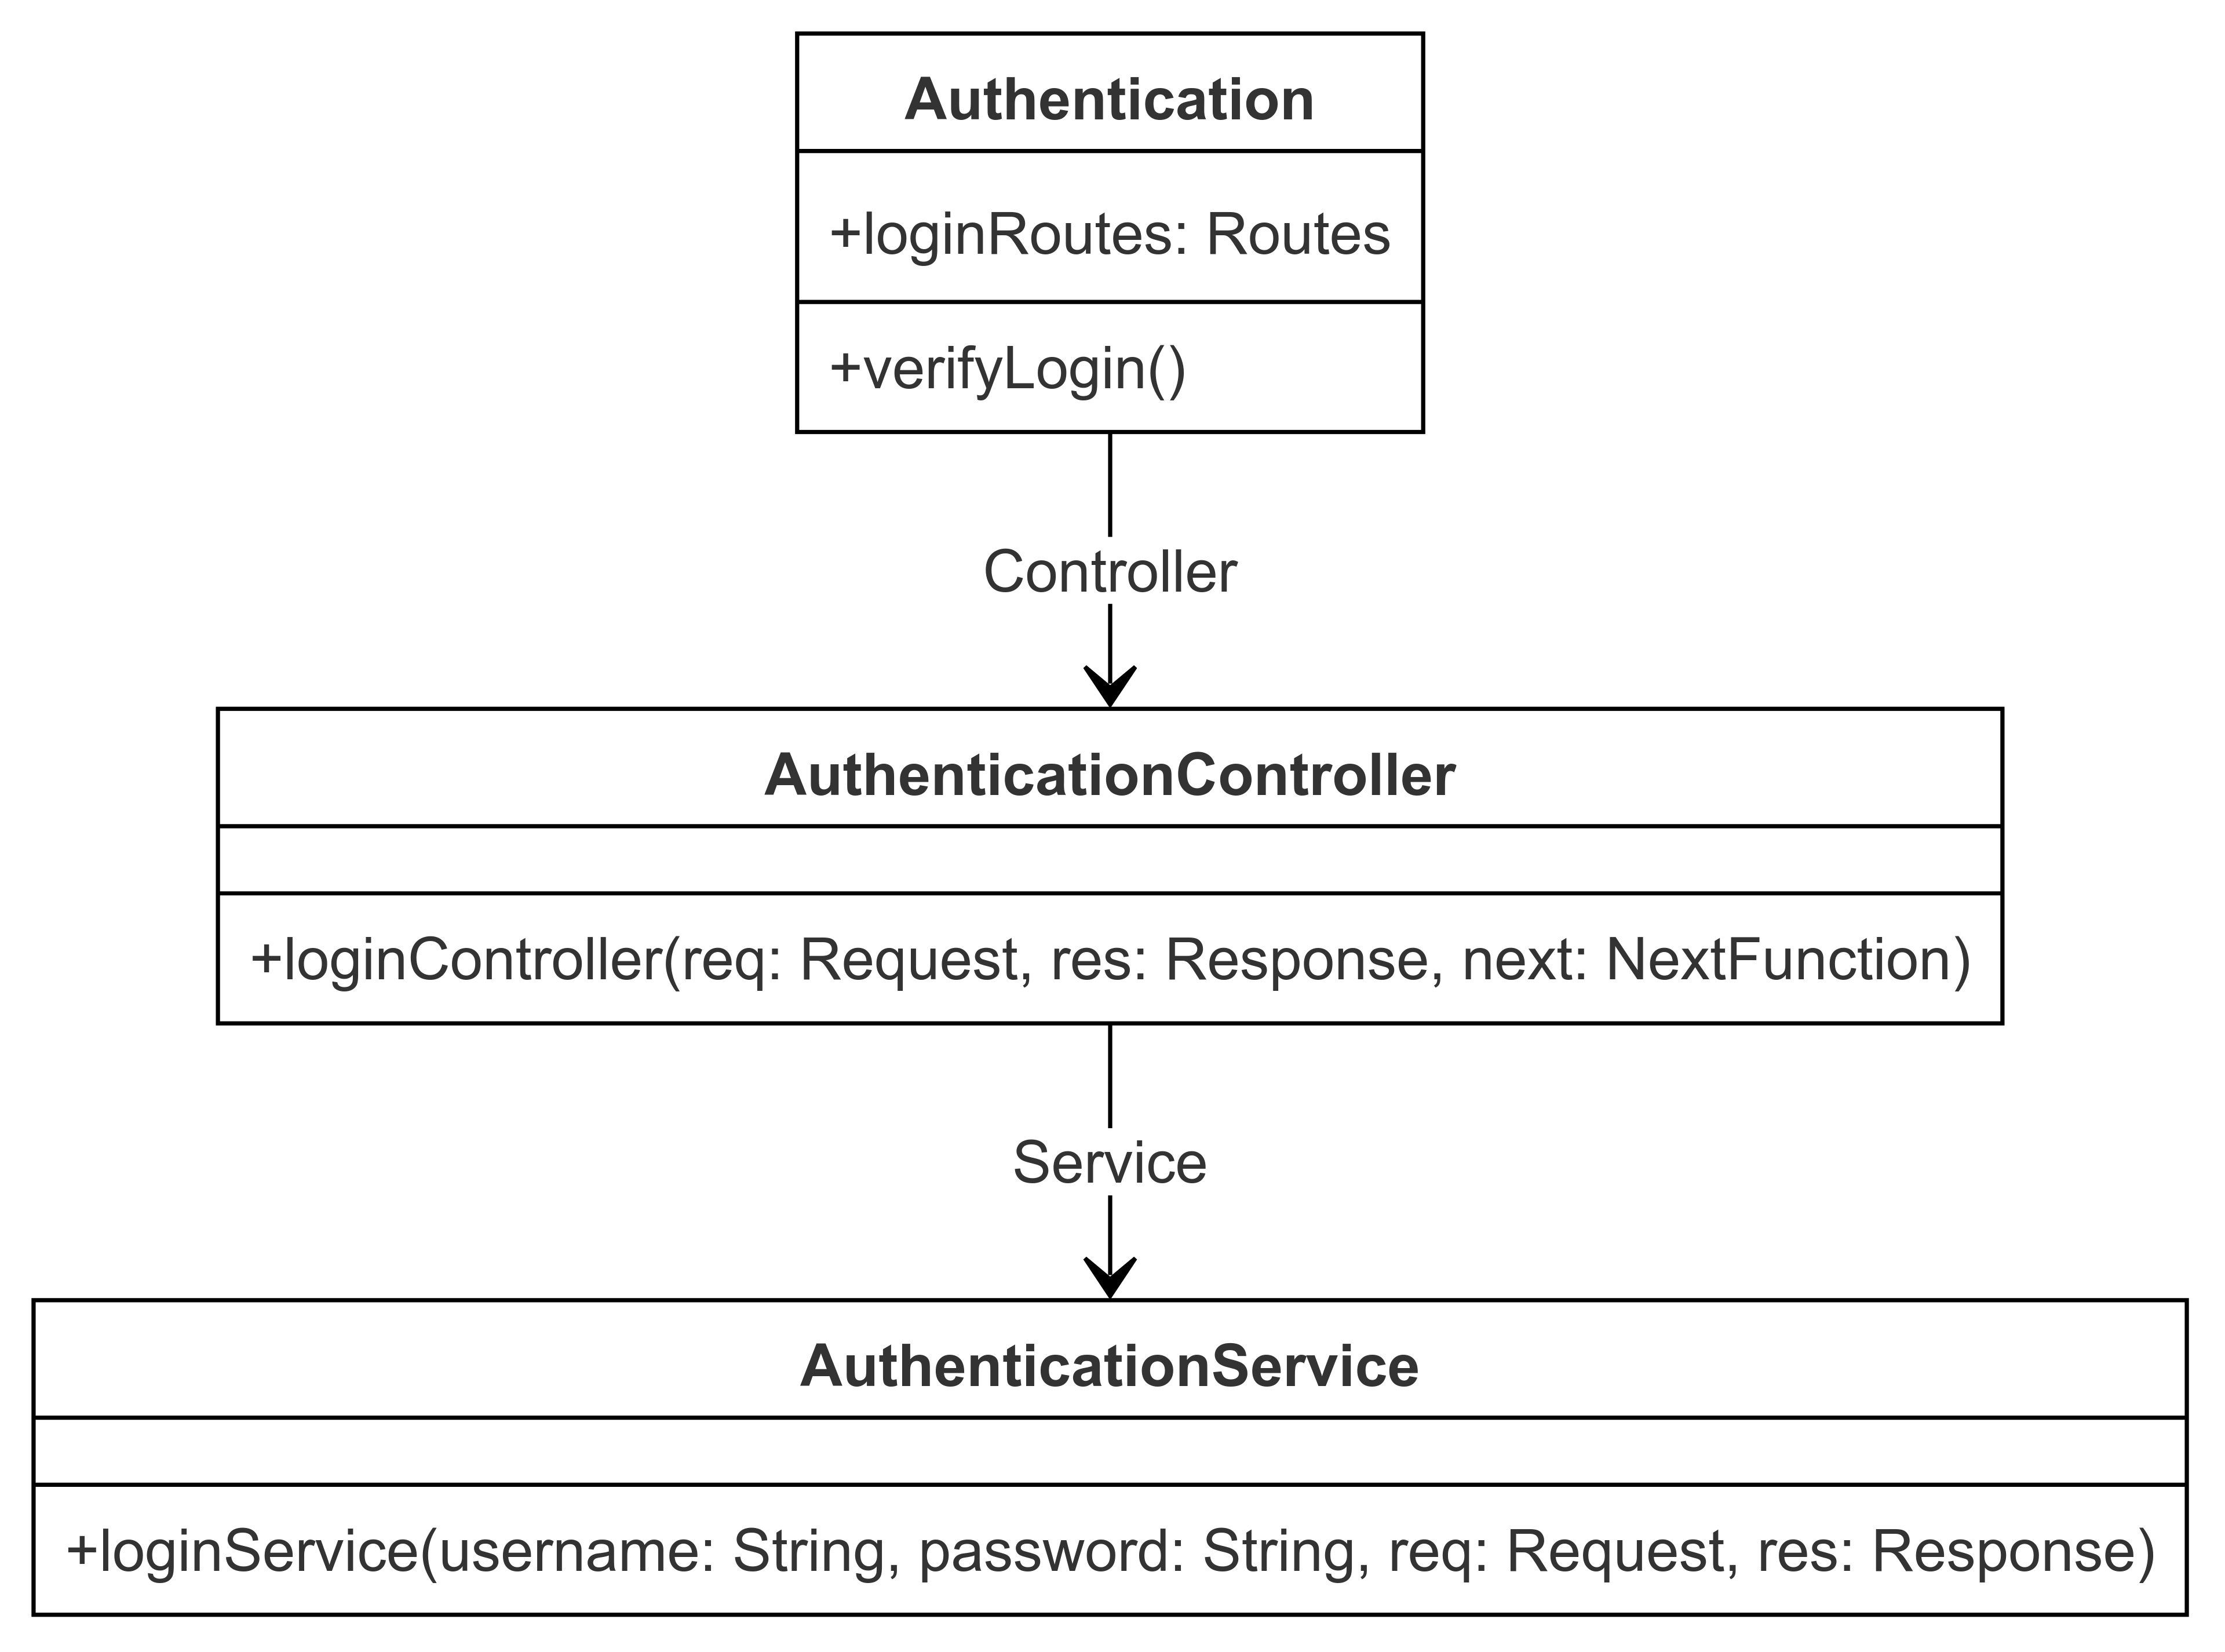 Authentication
+loginRoutes: Routes
+verifyLogin()
Controller
AuthenticationController
+loginController(req: Request, res: Response, next: NextFunction)
Service
AuthenticationService
+loginService(username: String, password: String, req: Request, res: Response)